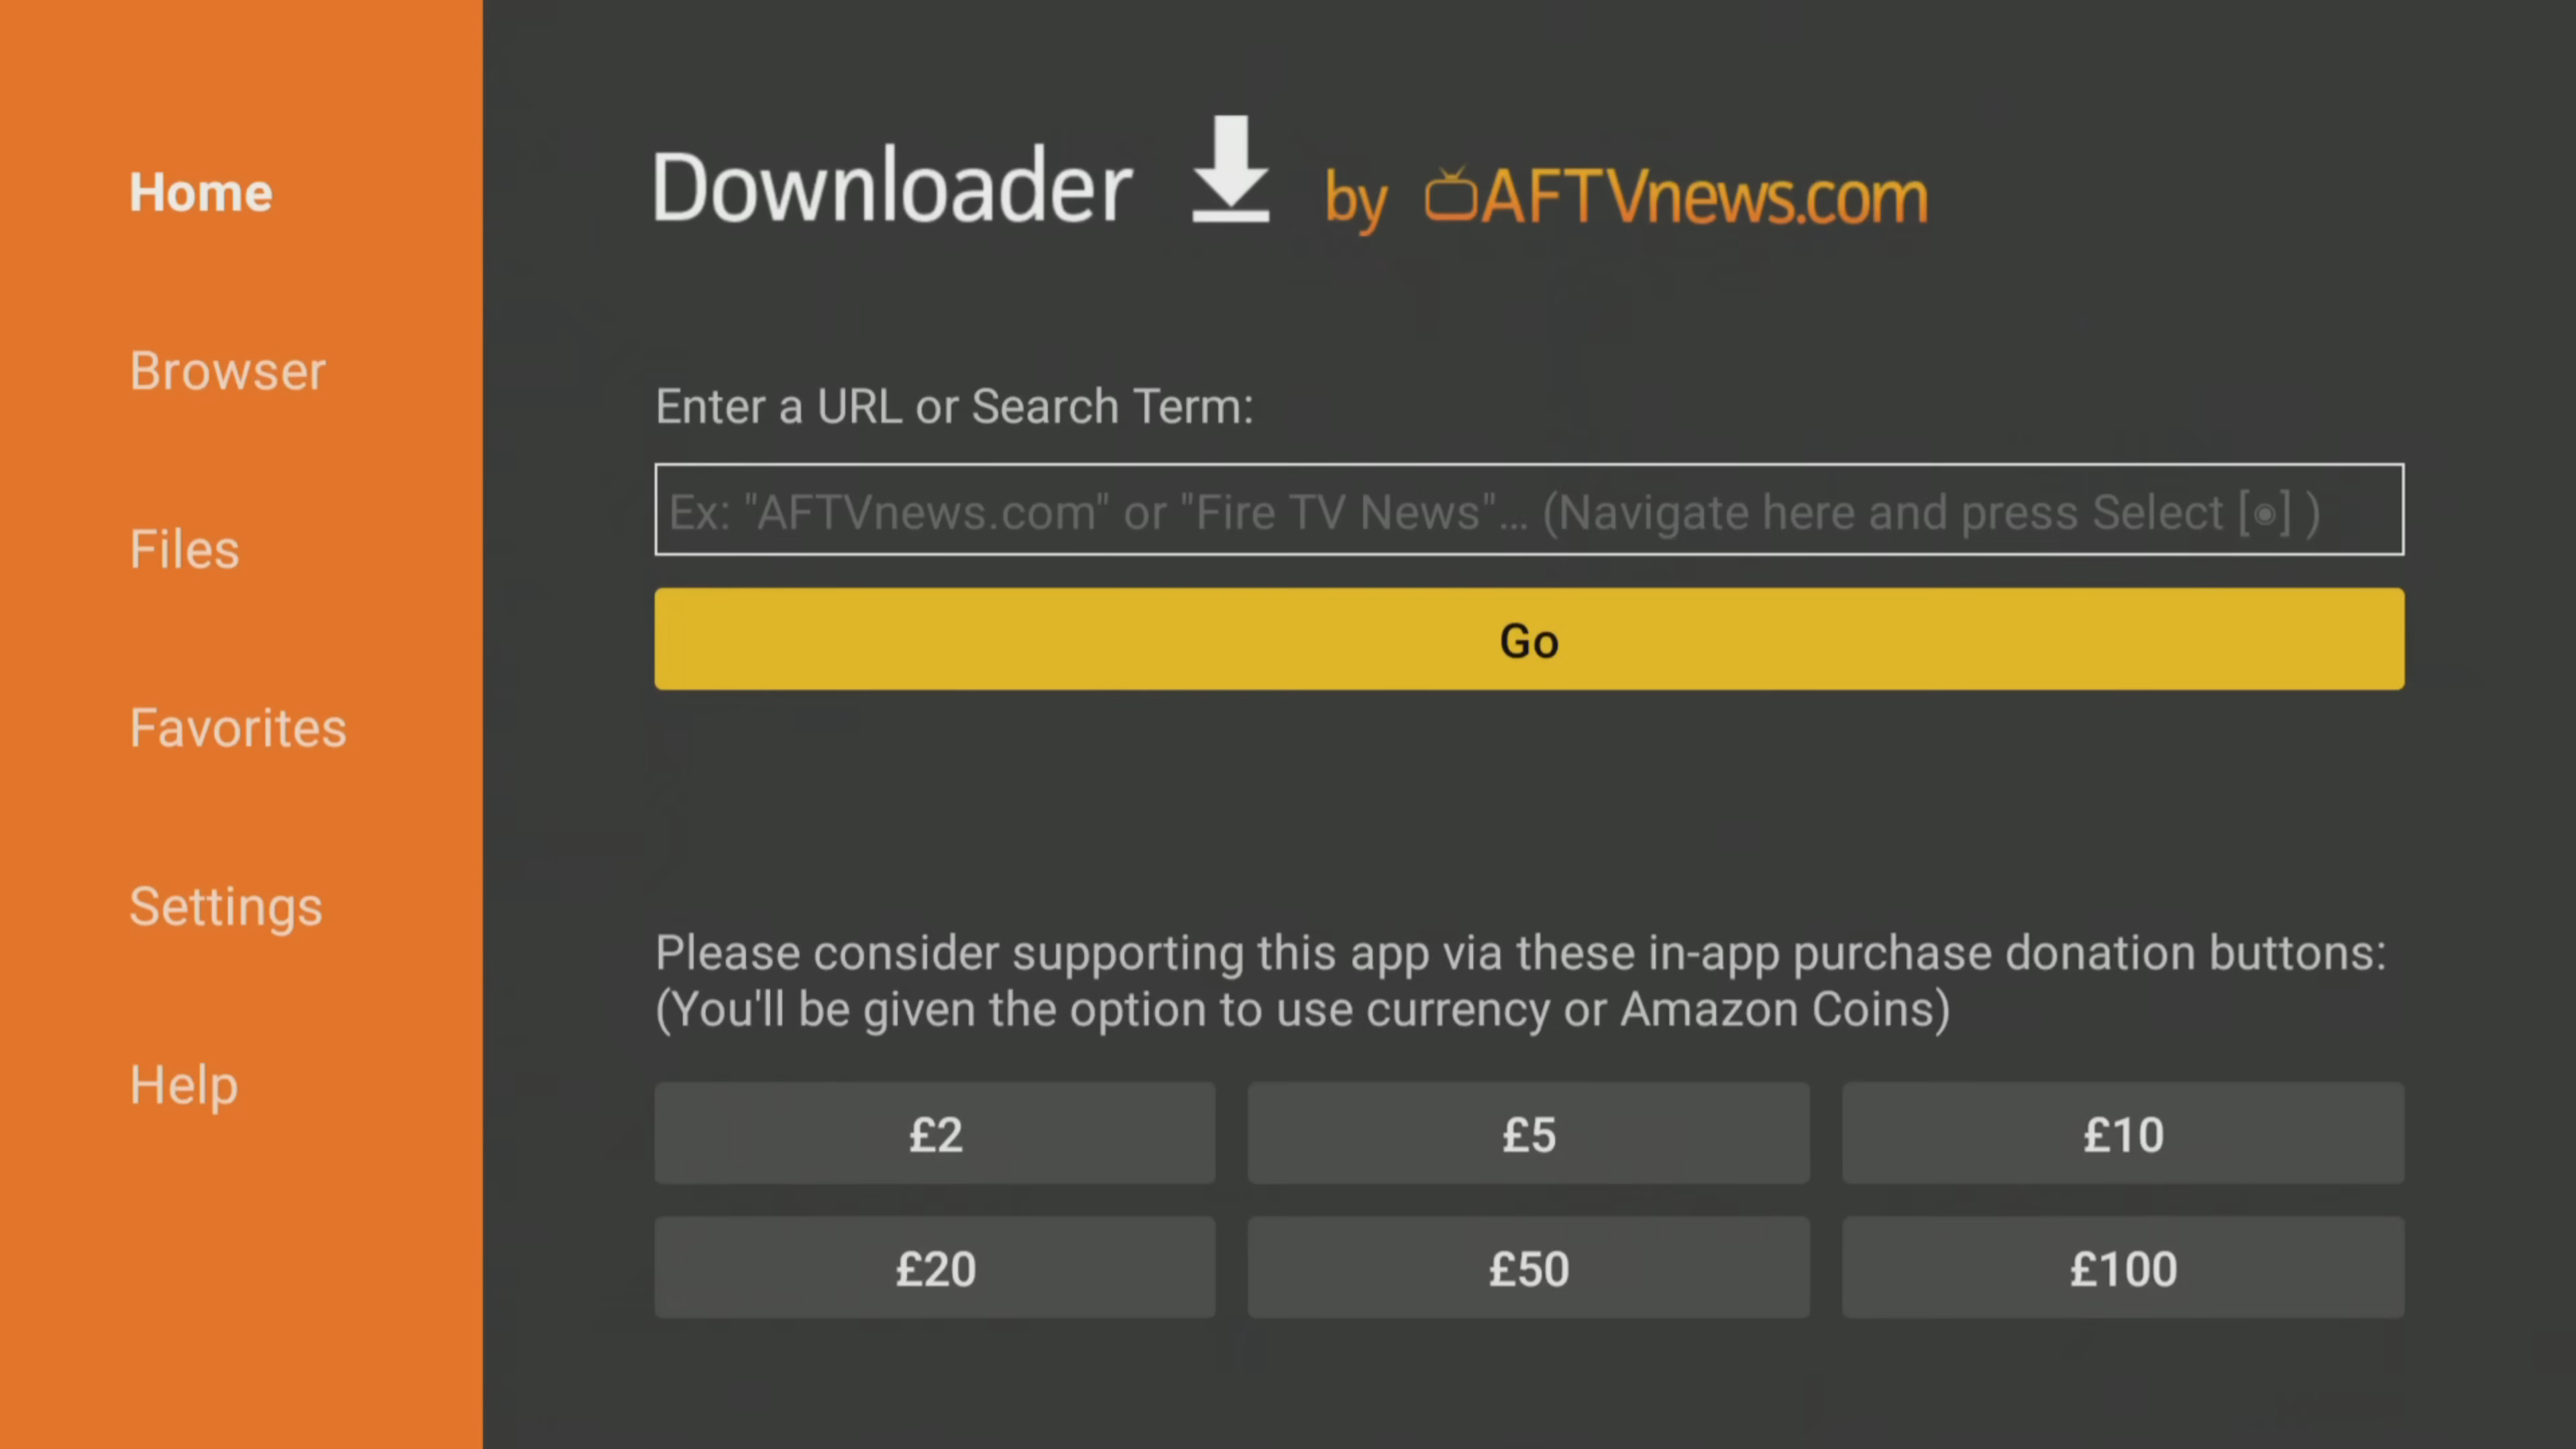 Home
Browser
Files
Favorites
Settings
Help
Downloader by AFTVnews.com
Enter a URL or Search Term:
Ex: "AFTVnews.com" or "Fire TV News"... (Navigate here and press Select [◉] )
Go
Please consider supporting this app via these in-app purchase donation buttons:
(You'll be given the option to use currency or Amazon Coins)
£2 £5 £10
£20 £50 £100